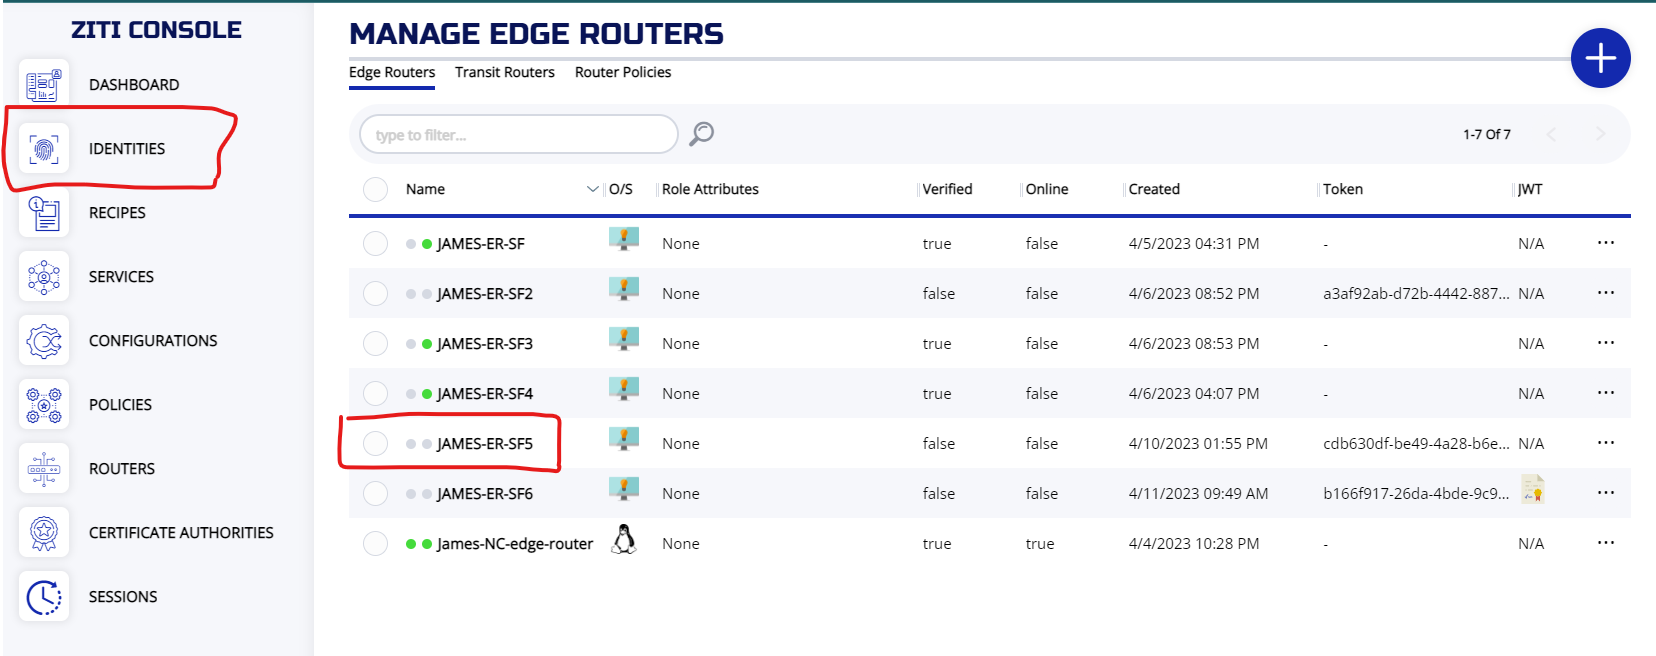 ZITI CONSOLE
DASHBOARD
IDENTITIES
RECIPES
SERVICES
CONFIGURATIONS
POLICIES
ROUTERS
CERTIFICATE AUTHORITIES
SESSIONS
MANAGE EDGE ROUTERS
Edge Routers Transit Routers Router Policies
type to filter... 1-7 Of 7
Name O/S Role Attributes Verified Online Created Token JWT
JAMES-ER-SF None true false 4/5/2023 04:31 PM - N/A ...
JAMES-ER-SF2 None false false 4/6/2023 08:52 PM a3af92ab-d72b-4442-887... N/A ...
JAMES-ER-SF3 None true false 4/6/2023 08:53 PM - N/A ...
JAMES-ER-SF4 None true false 4/6/2023 04:07 PM - N/A ...
JAMES-ER-SF5 None false false 4/10/2023 01:55 PM cdb630df-be49-4a28-b6e... N/A ...
JAMES-ER-SF6 None false false 4/11/2023 09:49 AM b166f917-26da-4bde-9c9... ...
James-NC-edge-router None true true 4/4/2023 10:28 PM - N/A ...